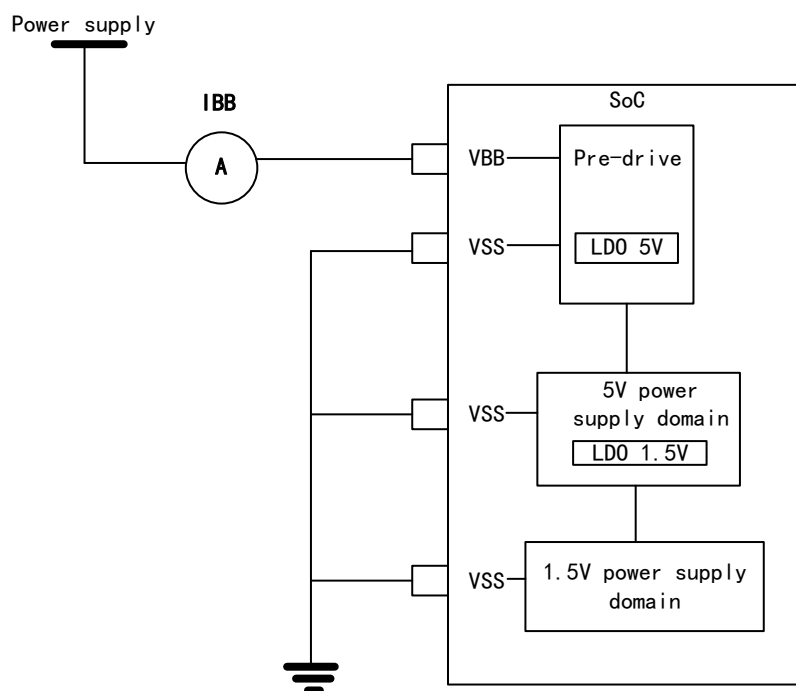 Power supply
IBB
A
SoC
VBB
Pre-drive
VSS
LDO 5V
5V power
supply domain
VSS
LDO 1.5V
1.5V power supply
domain
VSS